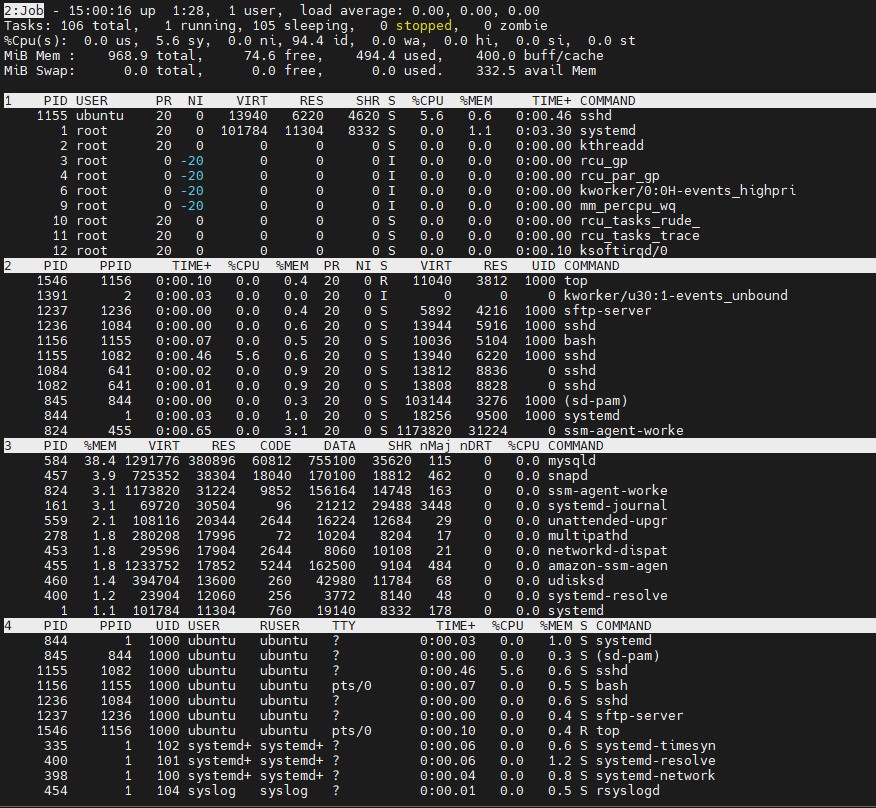 2:Job - 15:00:16 up  1:28,  1 user,  load average: 0.00, 0.00, 0.00
Tasks: 106 total,   1 running, 105 sleeping,   0 stopped,   0 zombie
%Cpu(s):  0.0 us,  5.6 sy,  0.0 ni, 94.4 id,  0.0 wa,  0.0 hi,  0.0 si,  0.0 st
MiB Mem :    968.9 total,     74.6 free,    494.4 used,    400.0 buff/cache
MiB Swap:      0.0 total,      0.0 free,      0.0 used.    332.5 avail Mem
1    PID USER      PR  NI    VIRT    RES    SHR S  %CPU  %MEM     TIME+ COMMAND
1155 ubuntu    20   0   13940   6220   4620 S   5.6   0.6   0:00.46 sshd
1 root      20   0  101784  11304   8332 S   0.0   1.1   0:03.30 systemd
2 root      20   0       0      0      0 S   0.0   0.0   0:00.00 kthreadd
3 root       0 -20       0      0      0 I   0.0   0.0   0:00.00 rcu_gp
4 root       0 -20       0      0      0 I   0.0   0.0   0:00.00 rcu_par_gp
6 root       0 -20       0      0      0 I   0.0   0.0   0:00.00 kworker/0:0H-events_highpri
9 root       0 -20       0      0      0 I   0.0   0.0   0:00.00 mm_percpu_wq
10 root      20   0       0      0      0 S   0.0   0.0   0:00.00 rcu_tasks_rude_
11 root      20   0       0      0      0 S   0.0   0.0   0:00.00 rcu_tasks_trace
12 root      20   0       0      0      0 S   0.0   0.0   0:00.10 ksoftirqd/0
2    PID    PPID     TIME+  %CPU  %MEM  PR  NI S    VIRT    RES   UID COMMAND
1546    1156   0:00.10   0.0   0.4  20   0 R   11040   3812  1000 top
1391       2   0:00.03   0.0   0.0  20   0 I       0      0     0 kworker/u30:1-events_unbound
1237    1236   0:00.00   0.0   0.4  20   0 S    5892   4216  1000 sftp-server
1236    1084   0:00.00   0.0   0.6  20   0 S   13944   5916  1000 sshd
1156    1155   0:00.07   0.0   0.5  20   0 S   10036   5104  1000 bash
1155    1082   0:00.46   5.6   0.6  20   0 S   13940   6220  1000 sshd
1084     641   0:00.02   0.0   0.9  20   0 S   13812   8836     0 sshd
1082     641   0:00.01   0.0   0.9  20   0 S   13808   8828     0 sshd
845     844   0:00.00   0.0   0.3  20   0 S  103144   3276  1000 (sd-pam)
844       1   0:00.03   0.0   1.0  20   0 S   18256   9500  1000 systemd
824     455   0:00.65   0.0   3.1  20   0 S 1173820  31224     0 ssm-agent-worke
3    PID  %MEM    VIRT    RES   CODE    DATA    SHR nMaj nDRT  %CPU COMMAND
584  38.4 1291776 380896  60812  755100  35620  115    0   0.0 mysqld
457   3.9  725352  38304  18040  170100  18812  462    0   0.0 snapd
824   3.1 1173820  31224   9852  156164  14748  163    0   0.0 ssm-agent-worke
161   3.1   69720  30504     96   21212  29488 3448    0   0.0 systemd-journal
559   2.1  108116  20344   2644   16224  12684   29    0   0.0 unattended-upgr
278   1.8  280208  17996     72   10204   8204   17    0   0.0 multipathd
453   1.8   29596  17904   2644    8060  10108   21    0   0.0 networkd-dispat
455   1.8 1233752  17852   5244  162500   9104  484    0   0.0 amazon-ssm-agen
460   1.4  394704  13600    260   42980  11784   68    0   0.0 udisksd
400   1.2   23904  12060    256    3772   8140   48    0   0.0 systemd-resolve
1   1.1  101784  11304    760   19140   8332  178    0   0.0 systemd
4    PID    PPID   UID USER     RUSER    TTY          TIME+  %CPU  %MEM S COMMAND
844       1  1000 ubuntu   ubuntu   ?          0:00.03   0.0   1.0 S systemd
845     844  1000 ubuntu   ubuntu   ?          0:00.00   0.0   0.3 S (sd-pam)
1155    1082  1000 ubuntu   ubuntu   ?          0:00.46   5.6   0.6 S sshd
1156    1155  1000 ubuntu   ubuntu   pts/0      0:00.07   0.0   0.5 S bash
1236    1084  1000 ubuntu   ubuntu   ?          0:00.00   0.0   0.6 S sshd
1237    1236  1000 ubuntu   ubuntu   ?          0:00.00   0.0   0.4 S sftp-server
1546    1156  1000 ubuntu   ubuntu   pts/0      0:00.10   0.0   0.4 R top
335       1   102 systemd+ systemd+ ?          0:00.06   0.0   0.6 S systemd-timesyn
400       1   101 systemd+ systemd+ ?          0:00.06   0.0   1.2 S systemd-resolve
398       1   100 systemd+ systemd+ ?          0:00.04   0.0   0.8 S systemd-network
454       1   104 syslog   syslog   ?          0:00.01   0.0   0.5 S rsyslogd